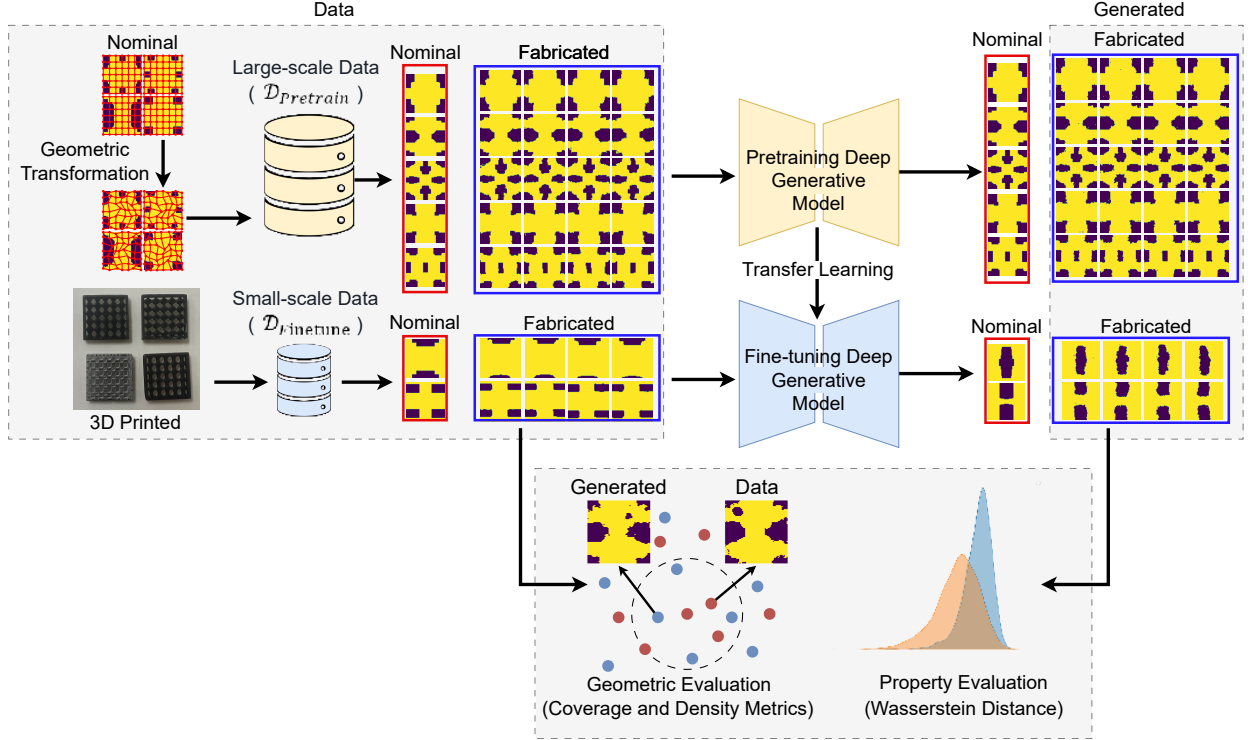 Data
Generated
Nominal
Large-scale Data
( 𝒟Pretrain )
Nominal
Fabricated
Nominal
Fabricated
Geometric
Transformation
Pretraining Deep
Generative
Model
Transfer Learning
Small-scale Data
( 𝒟Finetune )
Nominal
Fabricated
Nominal
Fabricated
Fine-tuning Deep
Generative
Model
3D Printed
Generated
Data
Geometric Evaluation
(Coverage and Density Metrics)
Property Evaluation
(Wasserstein Distance)